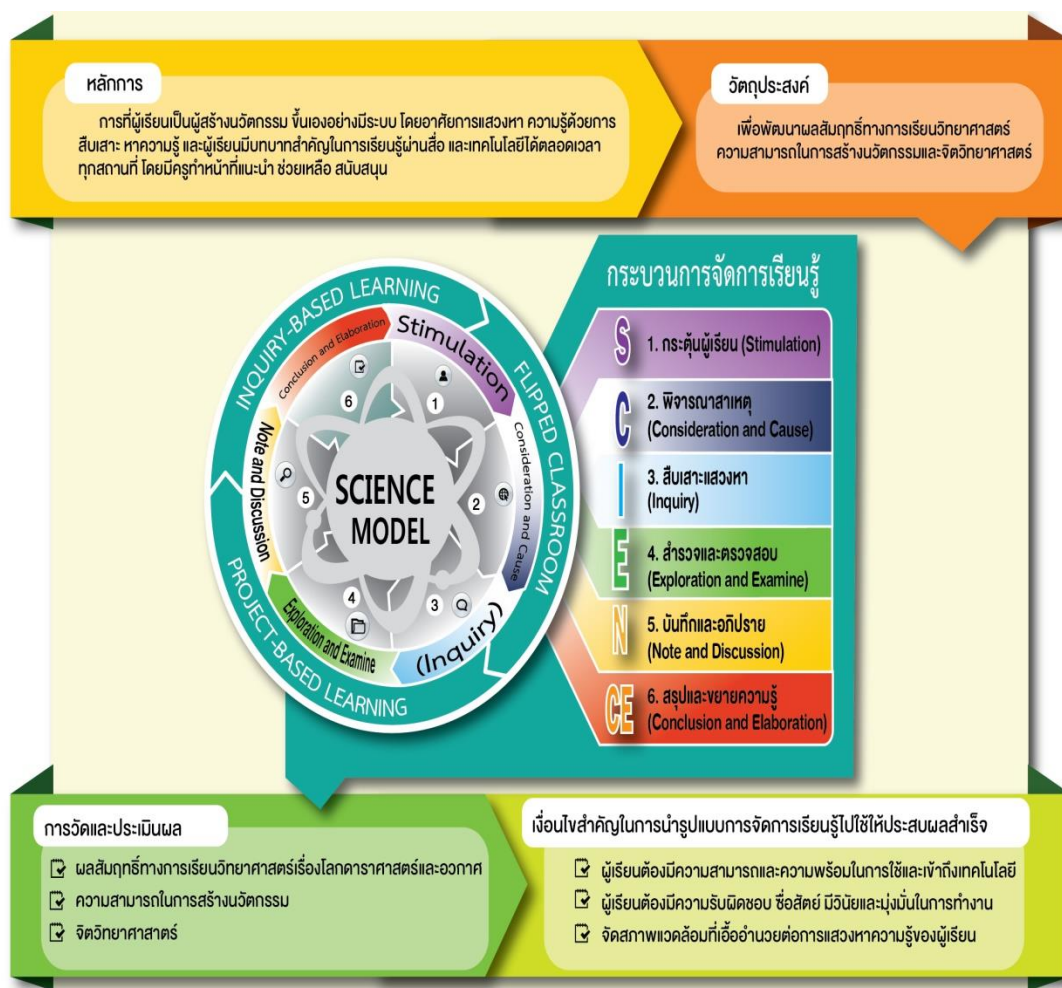 หลักการ
การที่ผู้เรียนเป็นผู้สร้างนวัตกรรม ขึ้นเองอย่างมีระบบ โดยอาศัยการแสวงหา ความรู้ด้วยการ
สืบเสาะ หาความรู้ และผู้เรียนมีบทบาทสำคัญในการเรียนรู้ผ่านสื่อ และเทคโนโลยีได้ตลอดเวลา
ทุกสถานที่ โดยมีครูทำหน้าที่แนะนำ ช่วยเหลือ สนับสนุน
วัตถุประสงค์
เพื่อพัฒนาผลสัมฤทธิ์ทางการเรียนวิทยาศาสตร์
ความสามารถในการสร้างนวัตกรรมและจิตวิทยาศาสตร์
INQUIRY-BASED LEARNING
FLIPPED CLASSROOM
PROJECT-BASED LEARNING
Stimulation
Consideration and Cause
(Inquiry)
Exploration and Examine
Note and Discussion
Conclusion and Elaboration
1
2
3
4
5
6
SCIENCE
MODEL
กระบวนการจัดการเรียนรู้
S
1. กระตุ้นผู้เรียน (Stimulation)
C
2. พิจารณาสาเหตุ
(Consideration and Cause)
I
3. สืบเสาะแสวงหา
(Inquiry)
E
4. สำรวจและตรวจสอบ
(Exploration and Examine)
N
5. บันทึกและอภิปราย
(Note and Discussion)
CE
6. สรุปและขยายความรู้
(Conclusion and Elaboration)
การวัดและประเมินผล
ผลสัมฤทธิ์ทางการเรียนวิทยาศาสตร์เรื่องโลกดาราศาสตร์และอวกาศ
ความสามารถในการสร้างนวัตกรรม
จิตวิทยาศาสาตร์
เงื่อนไขสำคัญในการนำรูปแบบการจัดการเรียนรู้ไปใช้ให้ประสบผลสำเร็จ
ผู้เรียนต้องมีความสามารถและความพร้อมในการใช้และเข้าถึงเทคโนโลยี
ผู้เรียนต้องมีความรับผิดชอบ ซื่อสัตย์ มีวินัยและมุ่งมั่นในการทำงาน
จัดสภาพแวดล้อมที่เอื้ออำนวยต่อการแสวงหาความรู้ของผู้เรียน